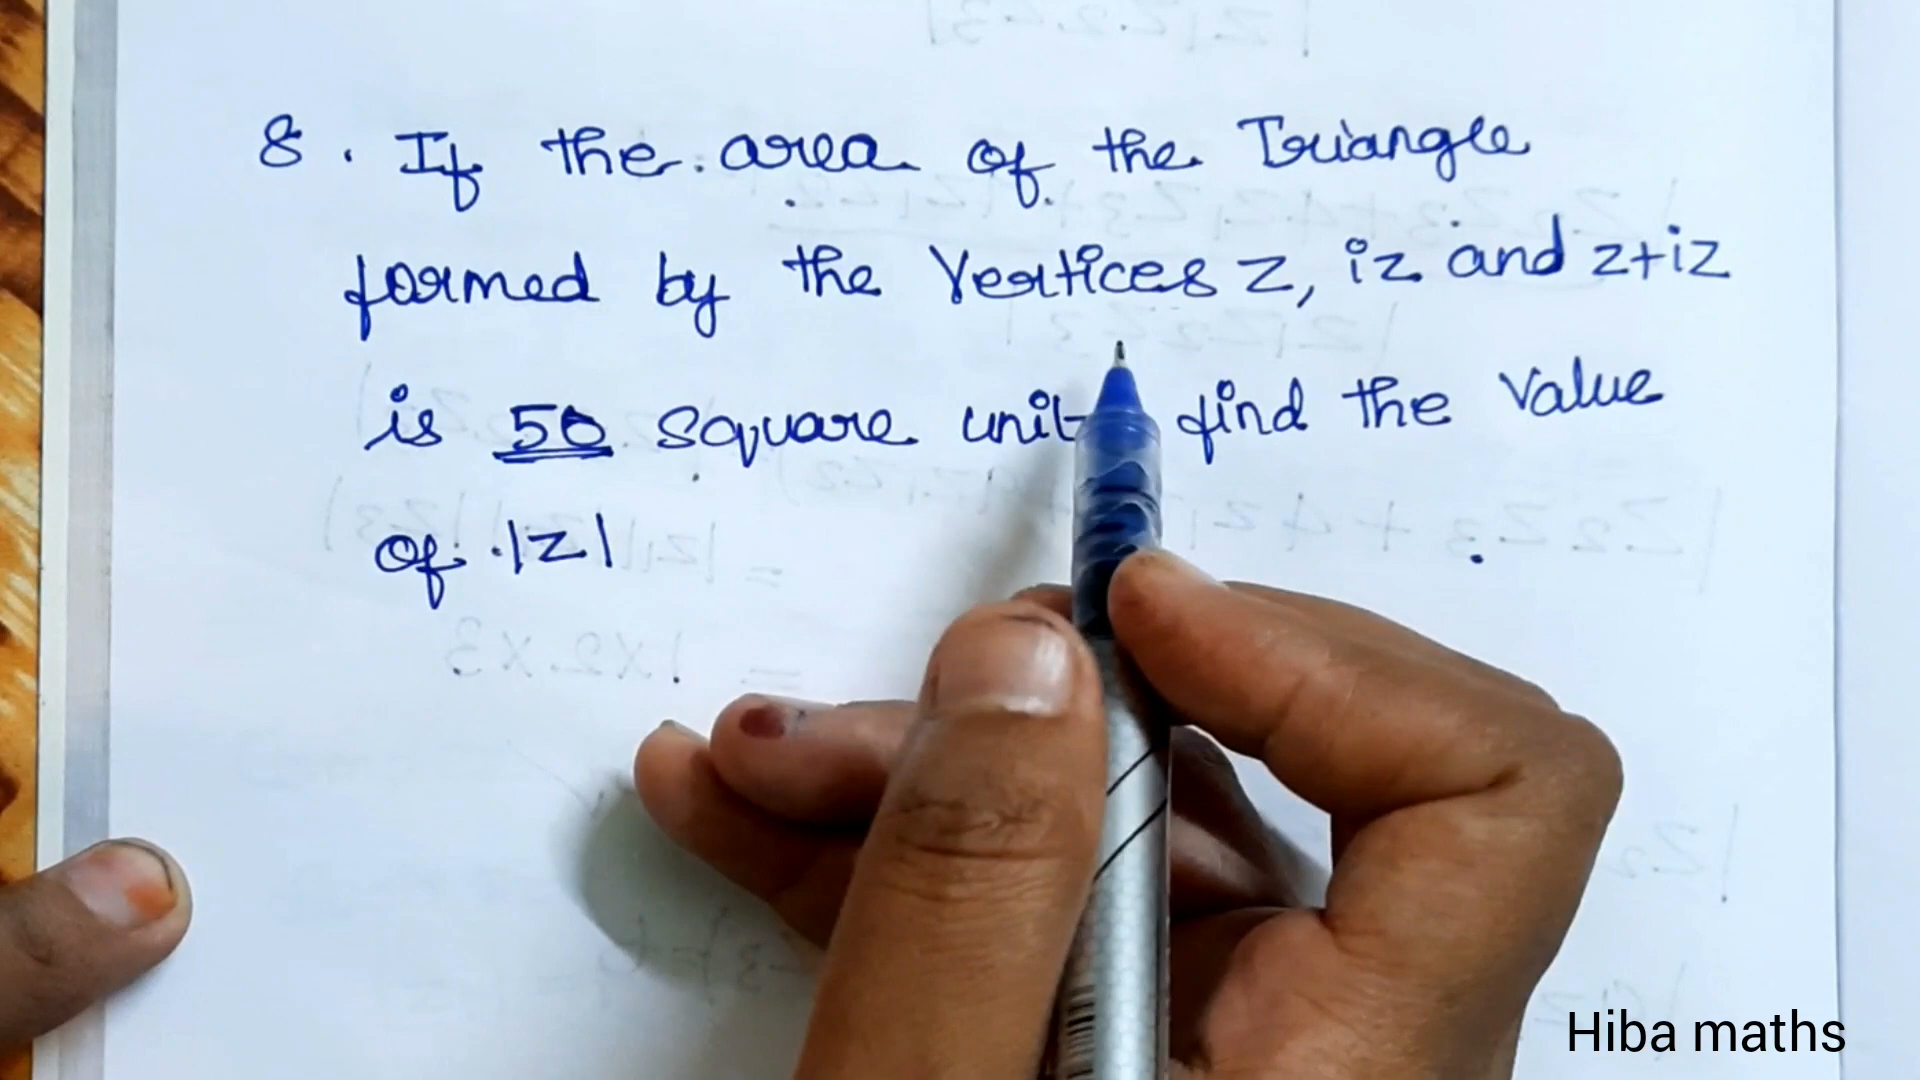 8. If the area of the Triangle
formed by the Vertices z, iz and z+iz
is 50 square unit find the Value
of |z|
Hiba maths